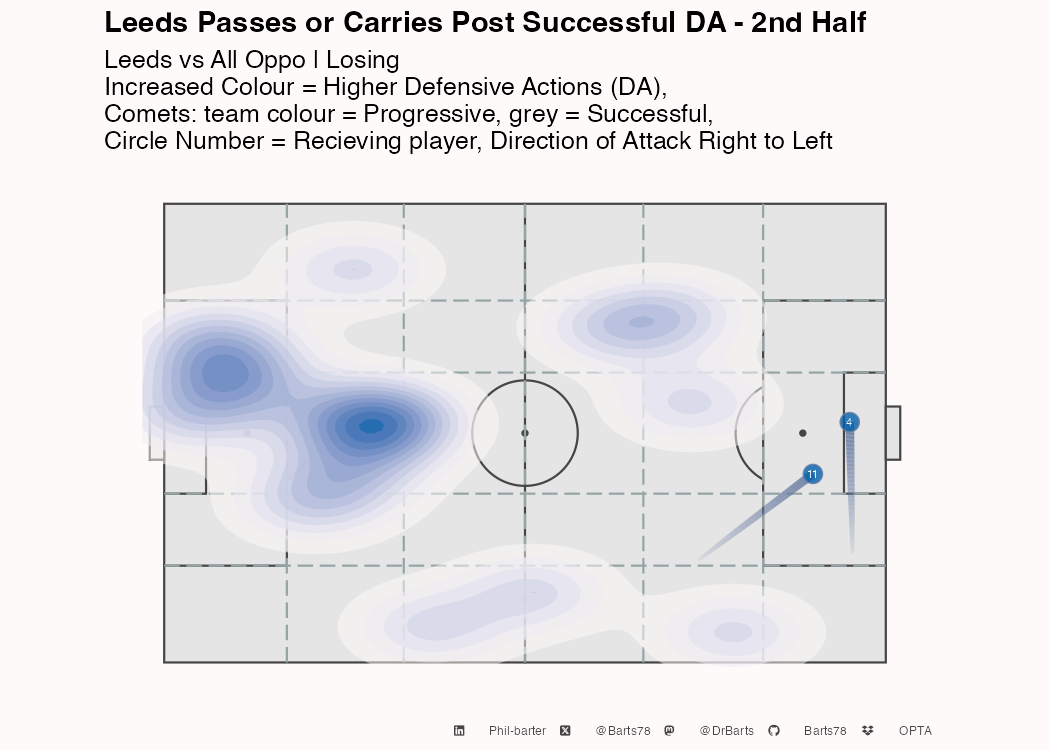 Leeds Passes or Carries Post Successful DA - 2nd Half
Leeds vs All Oppo | Losing
Increased Colour = Higher Defensive Actions (DA),
Comets: team colour = Progressive, grey = Successful,
Circle Number = Recieving player, Direction of Attack Right to Left
4
11
Phil-barter @Barts78 @DrBarts Barts78 OPTA